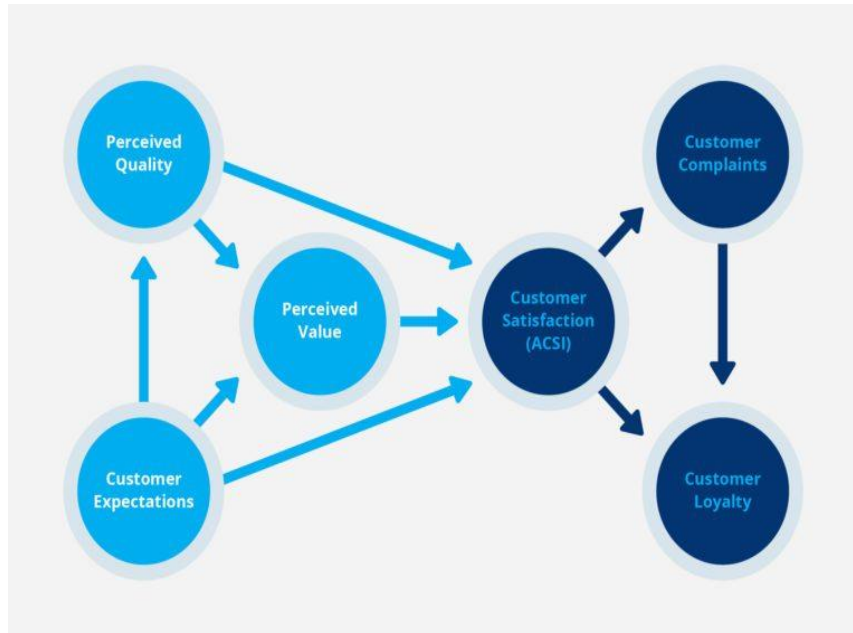 Perceived
Quality
Customer
Complaints
Perceived
Value
Customer
Satisfaction
(ACSI)
Customer
Expectations
Customer
Loyalty